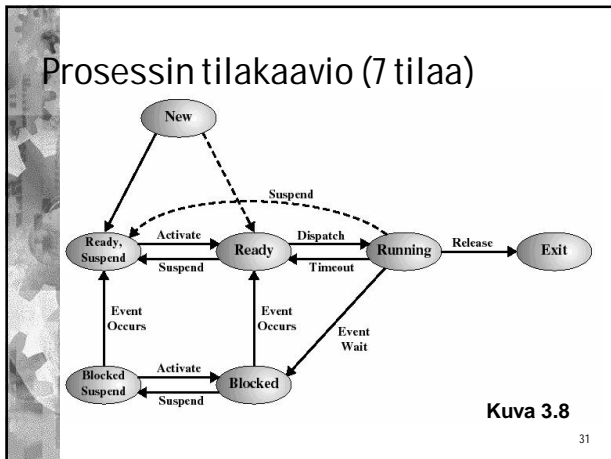 Prosessin tilakaavio (7 tilaa)
New
Suspend
Ready,
Suspend
Activate
Suspend
Ready
Dispatch
Timeout
Running
Release
Exit
Event
Occurs
Event
Occurs
Event
Wait
Blocked
Suspend
Activate
Suspend
Blocked
Kuva 3.8
31